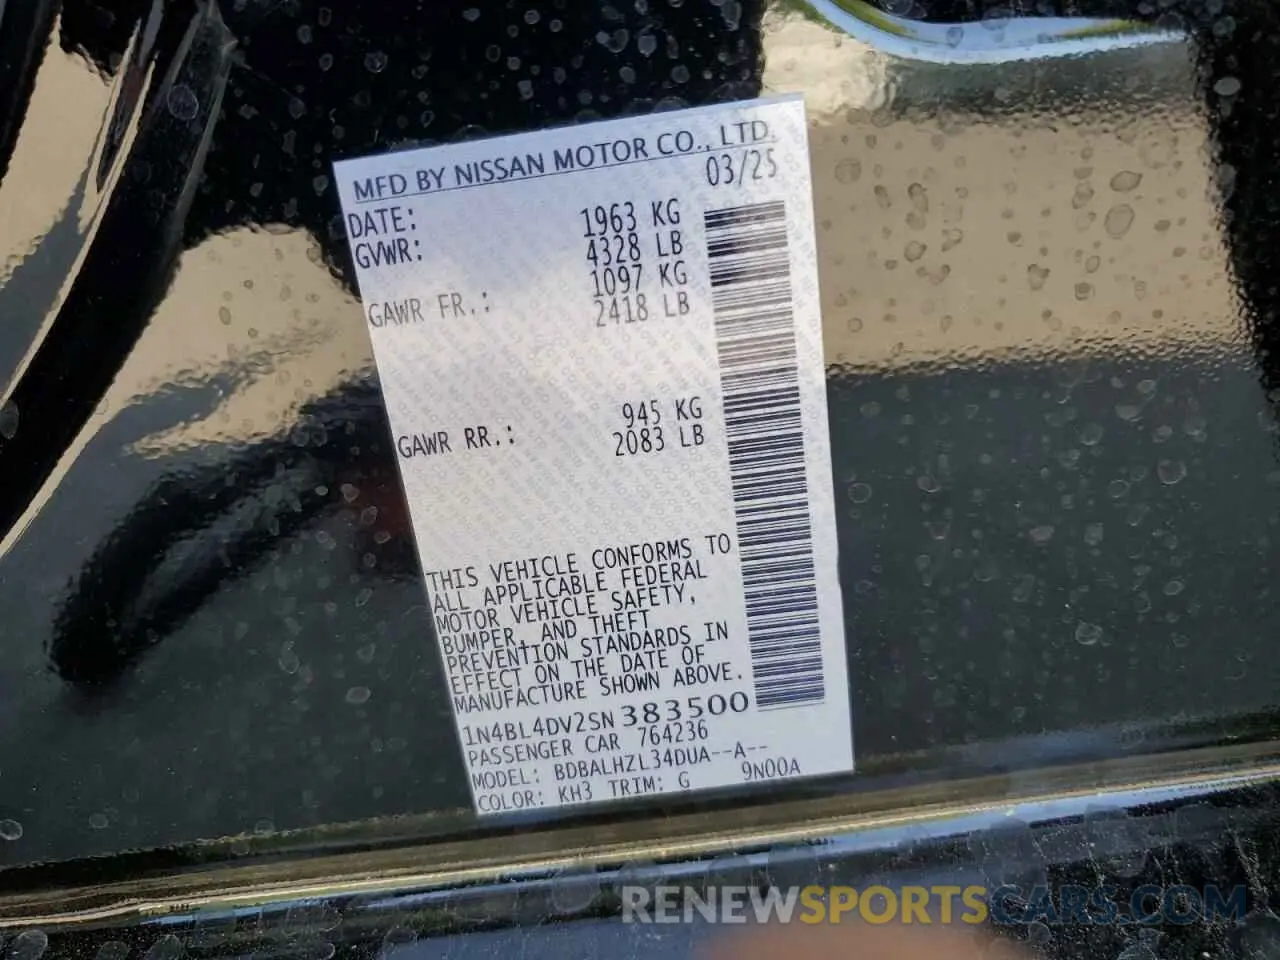 MFD BY NISSAN MOTOR CO., LTD.
DATE: 03/25
GVWR: 1963 KG
4328 LB
GAWR FR.: 1097 KG
2418 LB
GAWR RR.: 945 KG
2083 LB
THIS VEHICLE CONFORMS TO
ALL APPLICABLE FEDERAL
MOTOR VEHICLE SAFETY,
BUMPER, AND THEFT
PREVENTION STANDARDS IN
EFFECT ON THE DATE OF
MANUFACTURE SHOWN ABOVE.
1N4BL4DV2SN383500
PASSENGER CAR 764236
MODEL: BDBALHZL34DUA--A--
COLOR: KH3 TRIM: G 9N00A
RENEWSPORTSCARS.COM